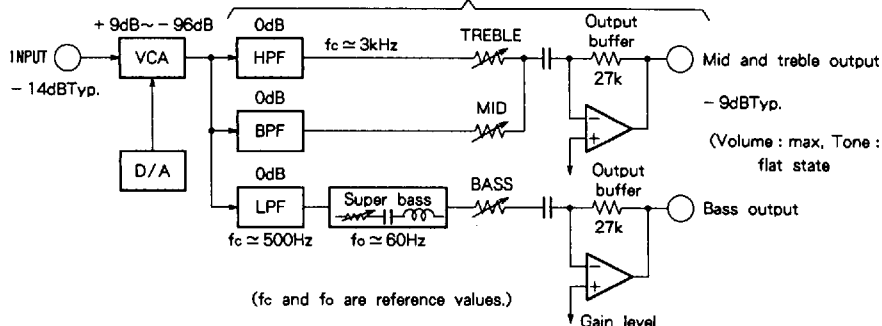 +9dB~ -96dB
INPUT
VCA
-14dBTyp.
D/A
0dB
HPF
fc≃3kHz
TREBLE
0dB
BPF
MID
0dB
LPF
fc≃500Hz
Super bass
fo≃60Hz
BASS
Output
buffer
27k
Mid and treble output
-9dBTyp.
(Volume : max, Tone :
flat state
Output
buffer
27k
Bass output
(fc and fo are reference values.)
Gain level